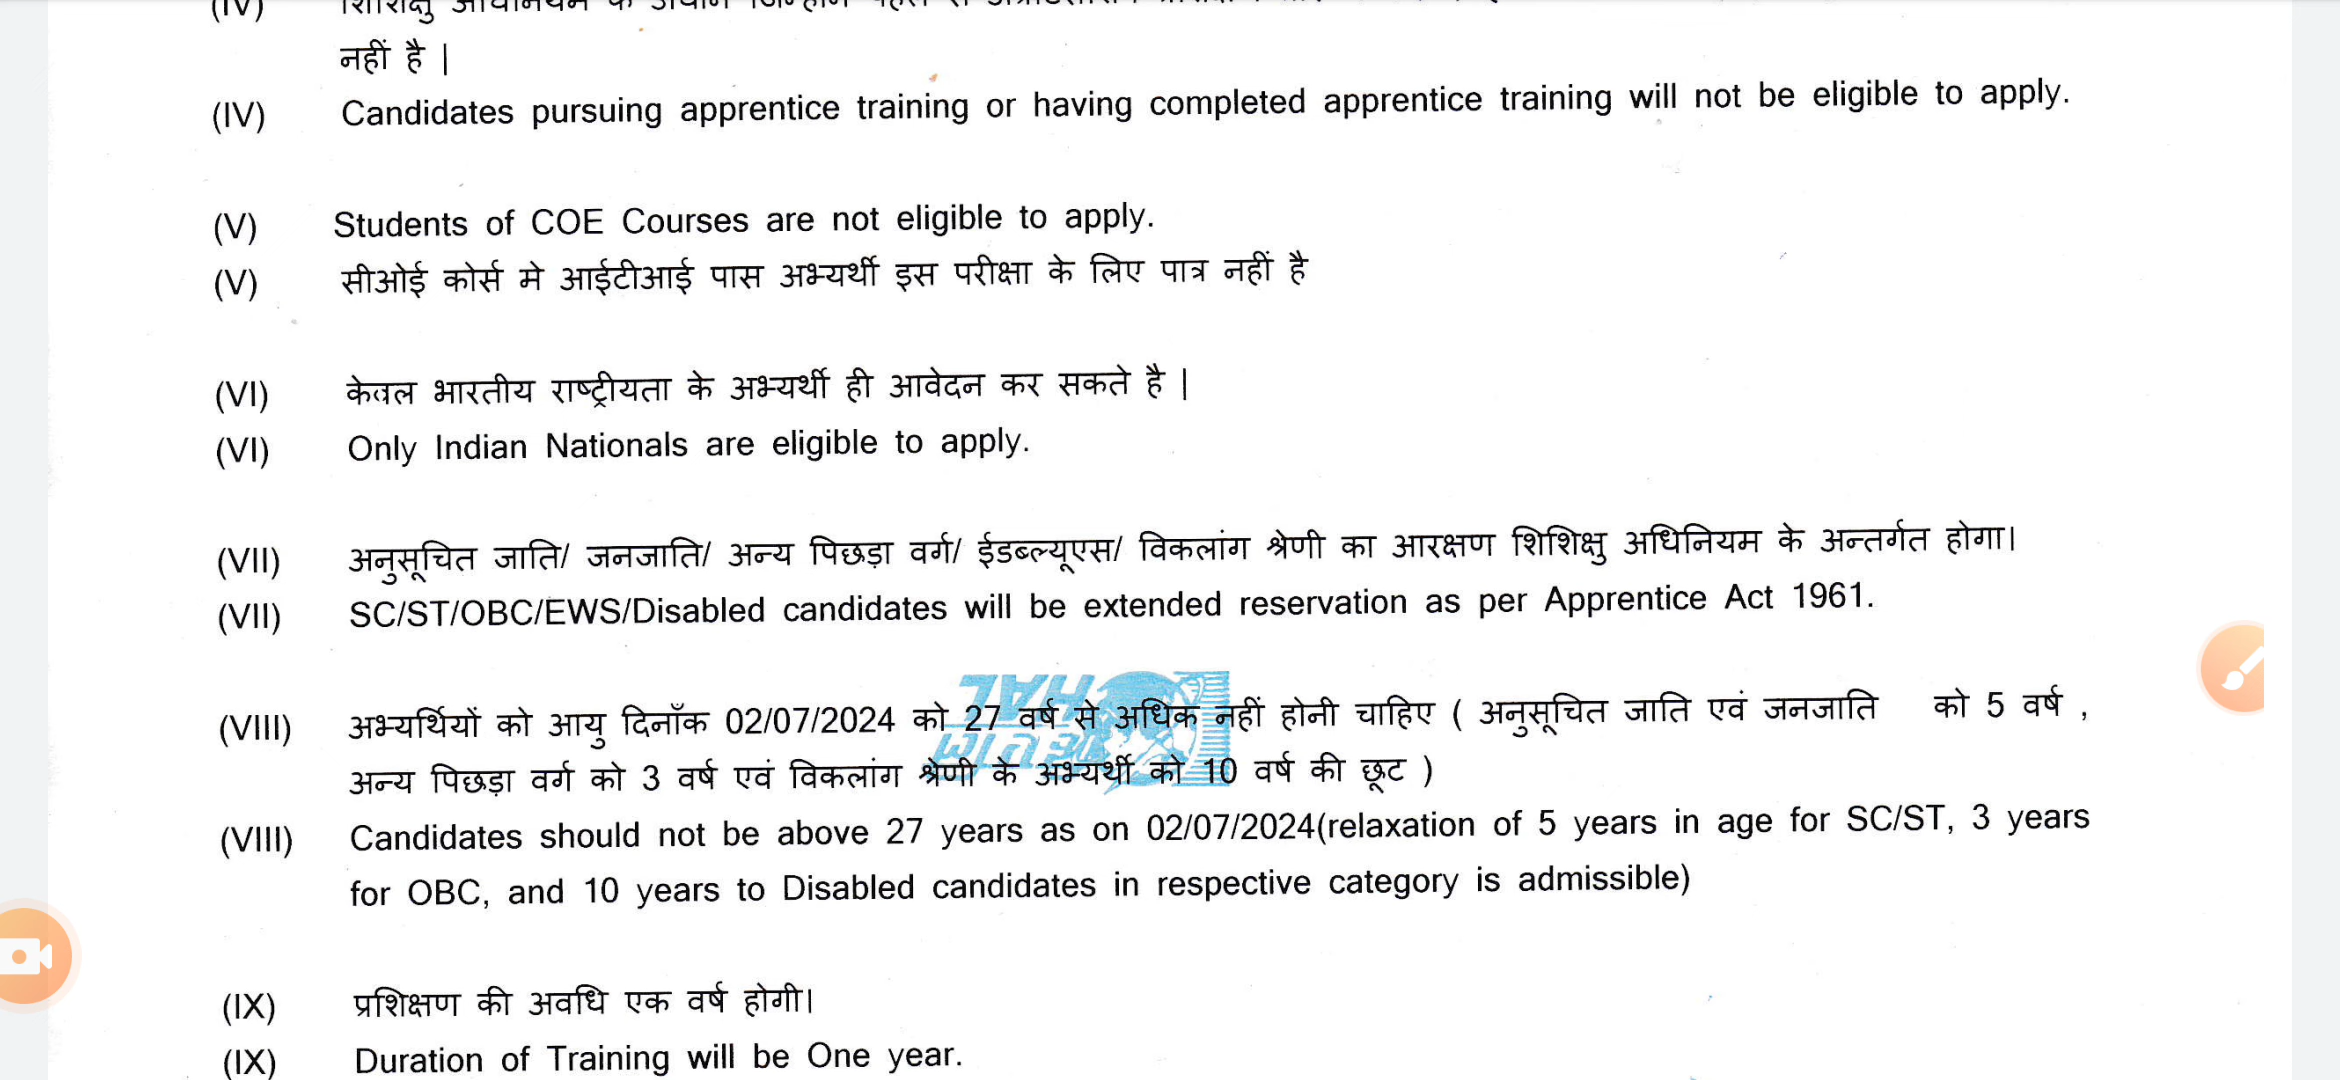 (IV)
नहीं है |
(IV) Candidates pursuing apprentice training or having completed apprentice training will not be eligible to apply.
(V) Students of COE Courses are not eligible to apply.
(V) सीओई कोर्स मे आईटीआई पास अभ्यर्थी इस परीक्षा के लिए पात्र नहीं है
(VI) केवल भारतीय राष्ट्रीयता के अभ्यर्थी ही आवेदन कर सकते है |
(VI) Only Indian Nationals are eligible to apply.
(VII) अनुसूचित जाति/ जनजाति/ अन्य पिछड़ा वर्ग/ ईडब्ल्यूएस/ विकलांग श्रेणी का आरक्षण शिशिक्षु अधिनियम के अन्तर्गत होगा।
(VII) SC/ST/OBC/EWS/Disabled candidates will be extended reservation as per Apprentice Act 1961.
HAL
(VIII) अभ्यर्थियों को आयु दिनाँक 02/07/2024 को 27 वर्ष से अधिक नहीं होनी चाहिए ( अनुसूचित जाति एवं जनजाति को 5 वर्ष ,
अन्य पिछड़ा वर्ग को 3 वर्ष एवं विकलांग श्रेणी के अभ्यर्थी को 10 वर्ष की छूट )
(VIII) Candidates should not be above 27 years as on 02/07/2024(relaxation of 5 years in age for SC/ST, 3 years
for OBC, and 10 years to Disabled candidates in respective category is admissible)
(IX) प्रशिक्षण की अवधि एक वर्ष होगी।
(IX) Duration of Training will be One year.